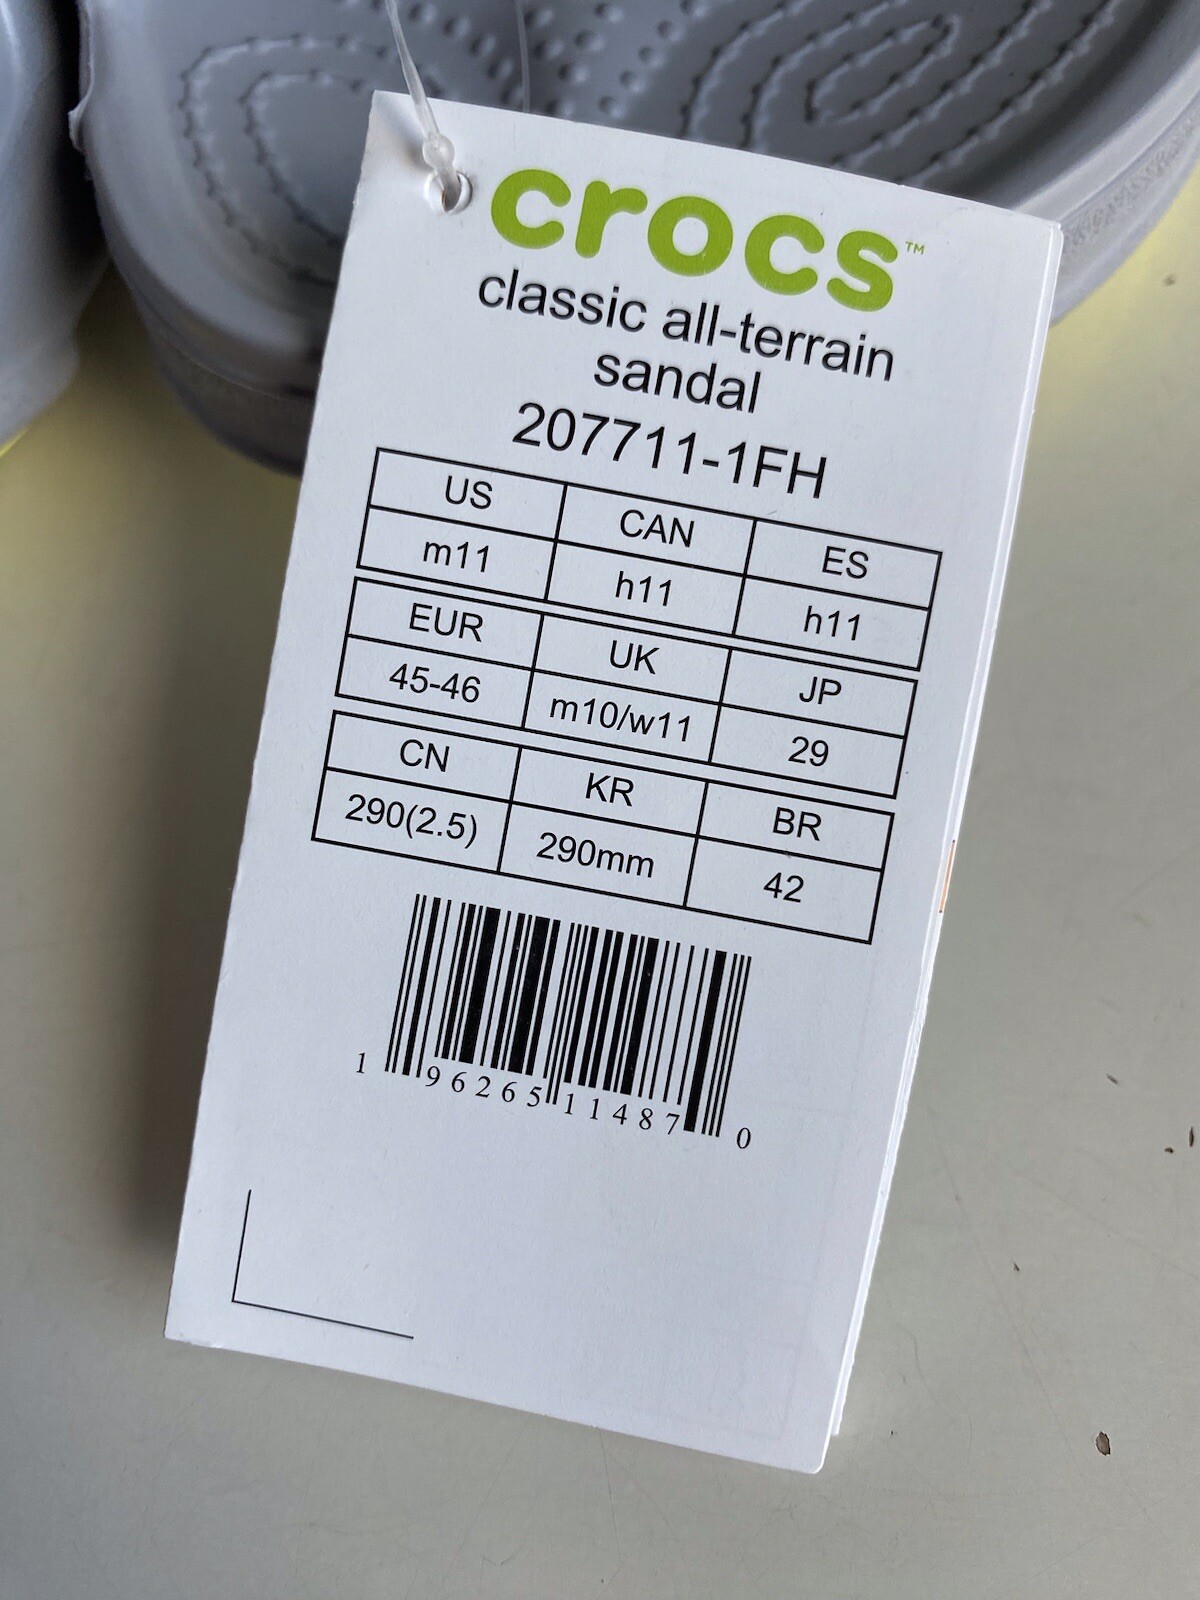 crocs™
classic all-terrain
sandal
207711-1FH
US CAN ES
m11 h11 h11
EUR UK JP
45-46 m10/w11 29
CN KR BR
290(2.5) 290mm 42
1 96265 11487 0